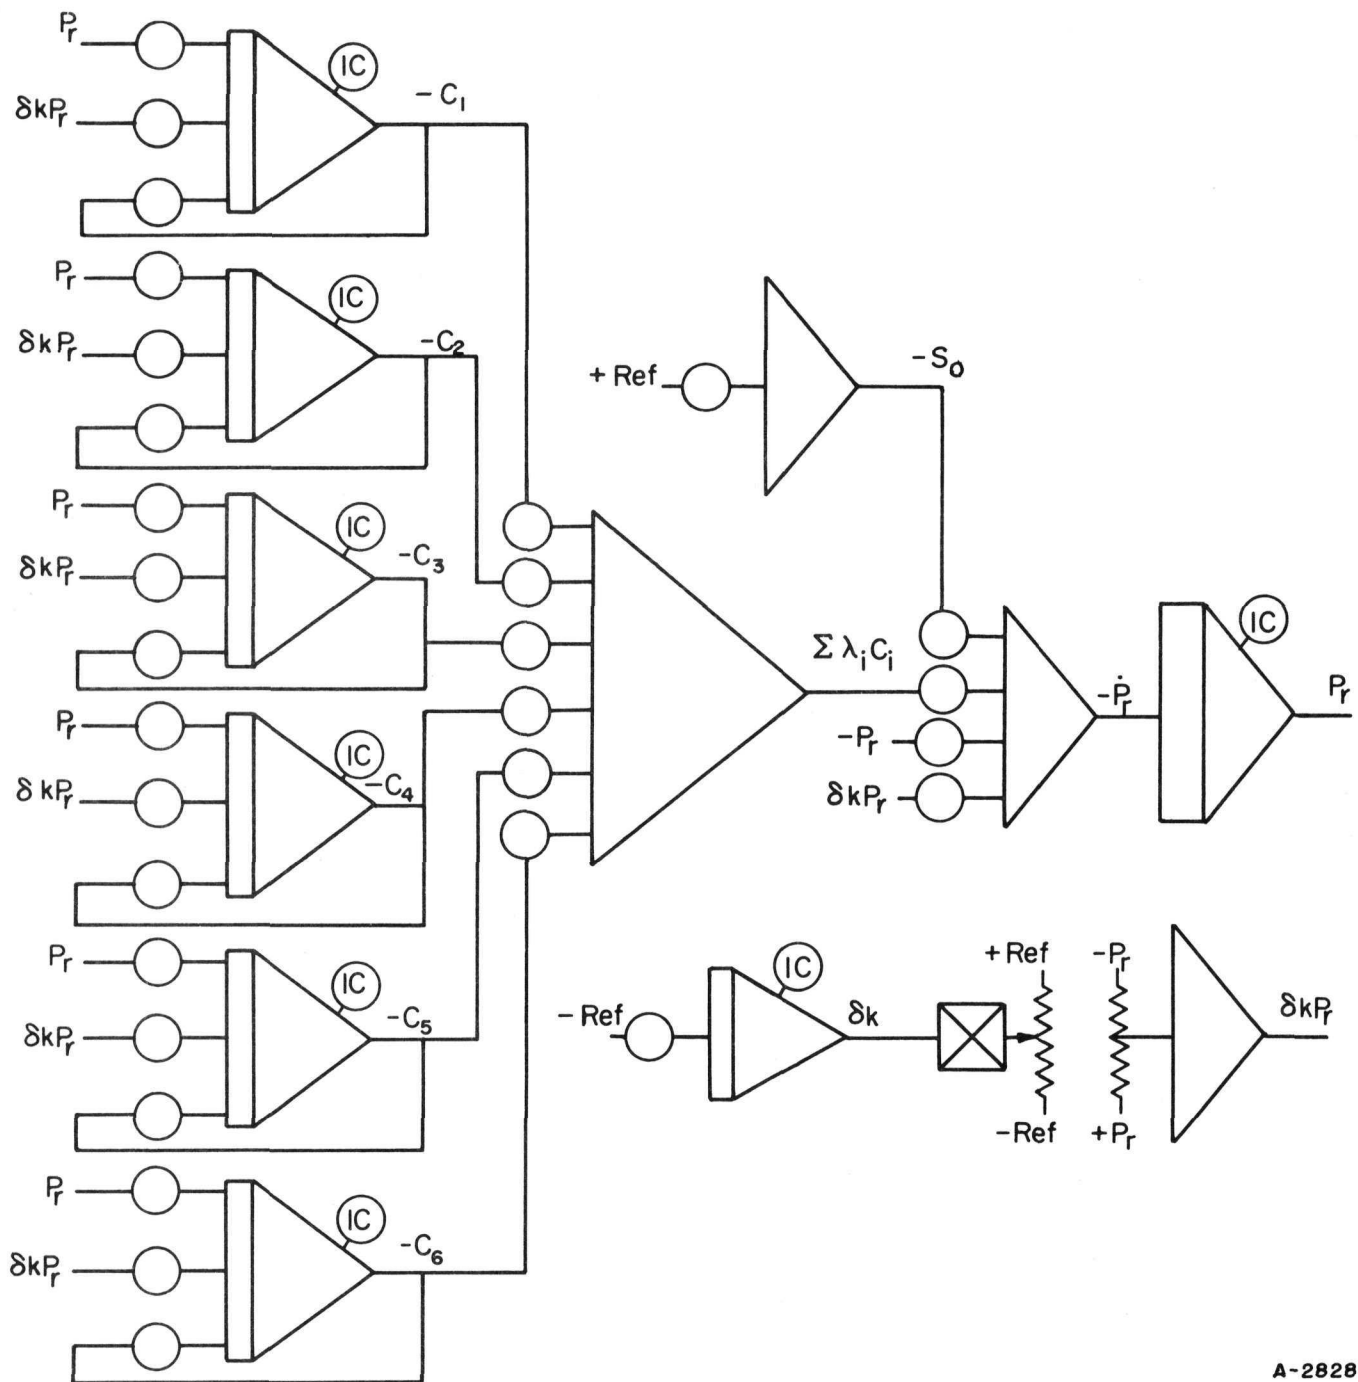 Pr
IC
δkPr
-C1
Pr
IC
δkPr
-C2
+Ref
-S0
Pr
IC
δkPr
-C3
Σ λiCi
IC
-Ṗr
Pr
-Pr
δkPr
Pr
IC
δkPr
-C4
Pr
IC
δkPr
-C5
-Ref
IC
δk
+Ref
-Ref
-Pr
+Pr
δkPr
Pr
IC
δkPr
-C6
A-2828